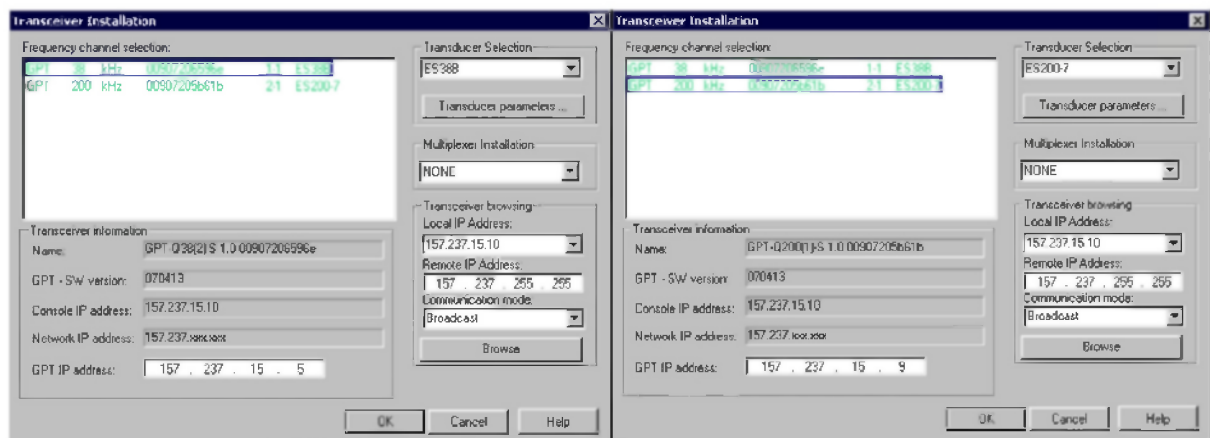 Transceiver Installation
Frequency channel selection:
GPT 38 kHz 00907206596e 1-1 ES38B
GPT 200 kHz 00907205b61b 2-1 ES200-7
Transducer Selection
ES38B
Transducer parameters ...
Multiplexer Installation
NONE
Transceiver browsing
Local IP Address:
157.237.15.10
Remote IP Address:
157 . 237 . 255 . 255
Communication mode:
Broadcast
Browse
Transceiver information
Name: GPT-Q38(2)-S 1.0 00907206596e
GPT - SW version: 070413
Console IP address: 157.237.15.10
Network IP address: 157.237.xxx.xxx
GPT IP address: 157 . 237 . 15 . 5
OK Cancel Help
Transceiver Installation
Frequency channel selection:
GPT 38 kHz 00907206596e 1-1 ES38B
GPT 200 kHz 00907205b61b 2-1 ES200-7
Transducer Selection
ES200-7
Transducer parameters ...
Multiplexer Installation
NONE
Transceiver browsing
Local IP Address:
157.237.15.10
Remote IP Address:
157 . 237 . 255 . 255
Communication mode:
Broadcast
Browse
Transceiver information
Name: GPT-Q200(1)-S 1.0 00907205b61b
GPT - SW version: 070413
Console IP address: 157.237.15.10
Network IP address: 157.237.xxx.xxx
GPT IP address: 157 . 237 . 15 . 9
OK Cancel Help